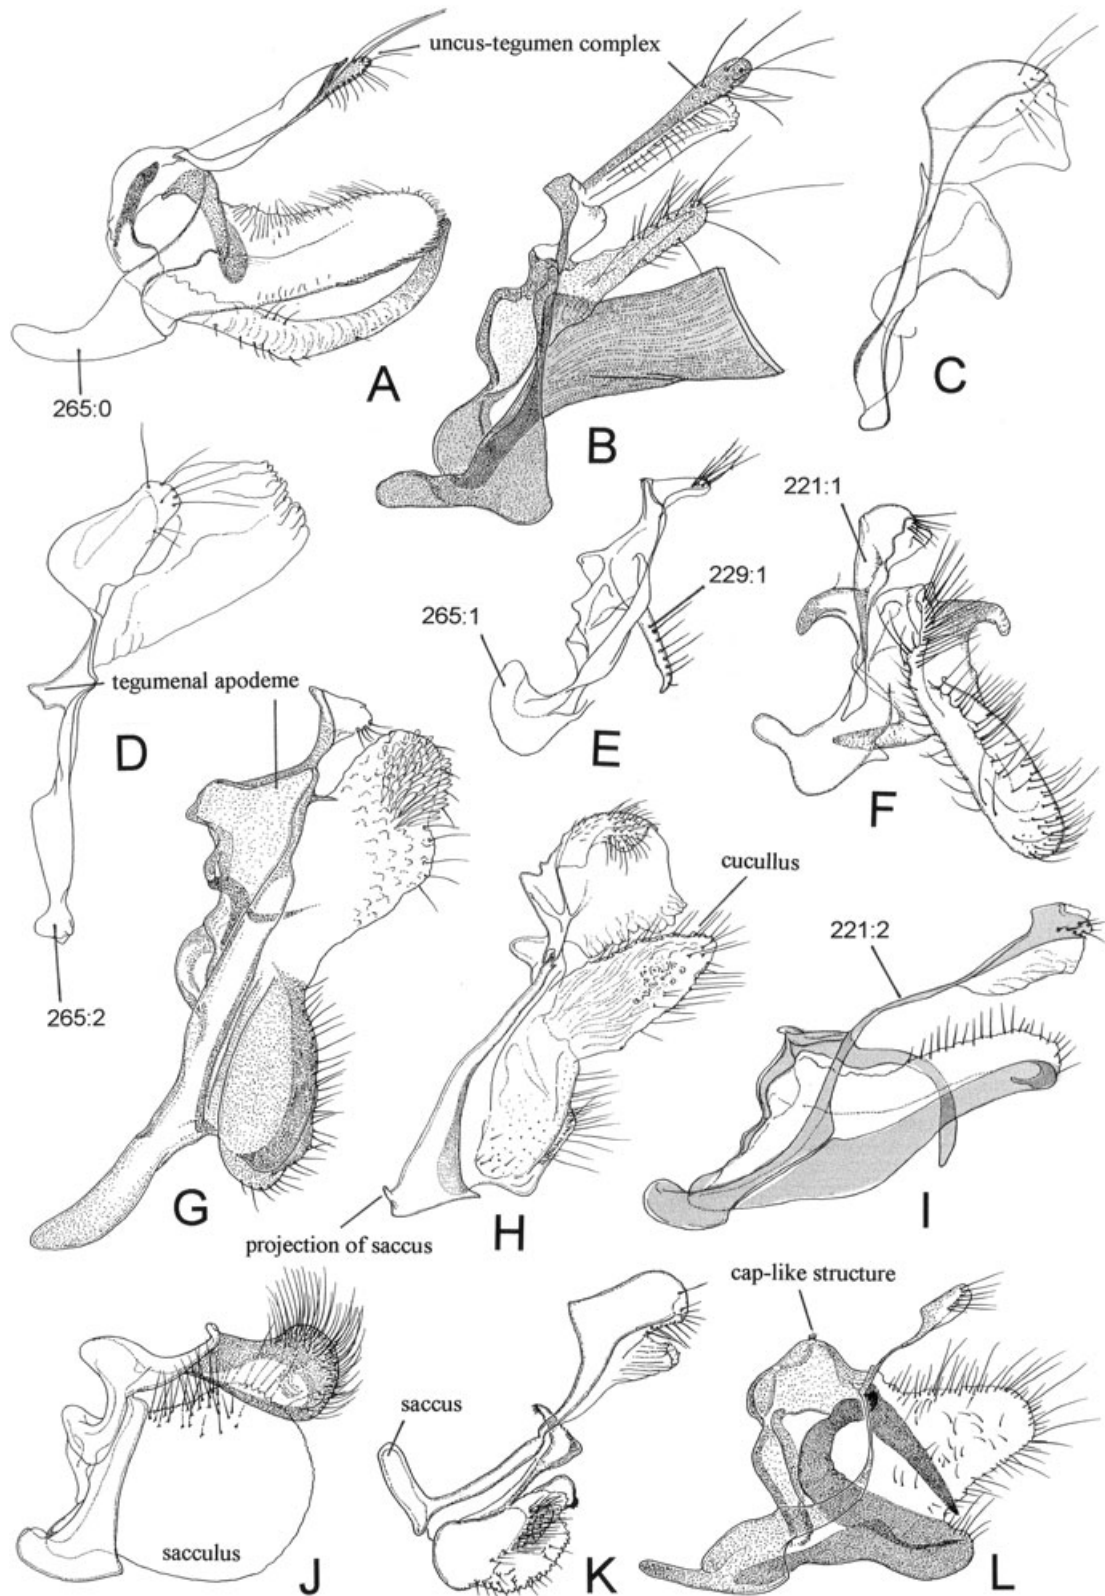 uncus-tegumen complex
A
265:0
B
C
221:1
229:1
265:1
tegumenal apodeme
D
E
F
cucullus
221:2
265:2
G
H
I
projection of saccus
cap-like structure
saccus
sacculus
J
K
L